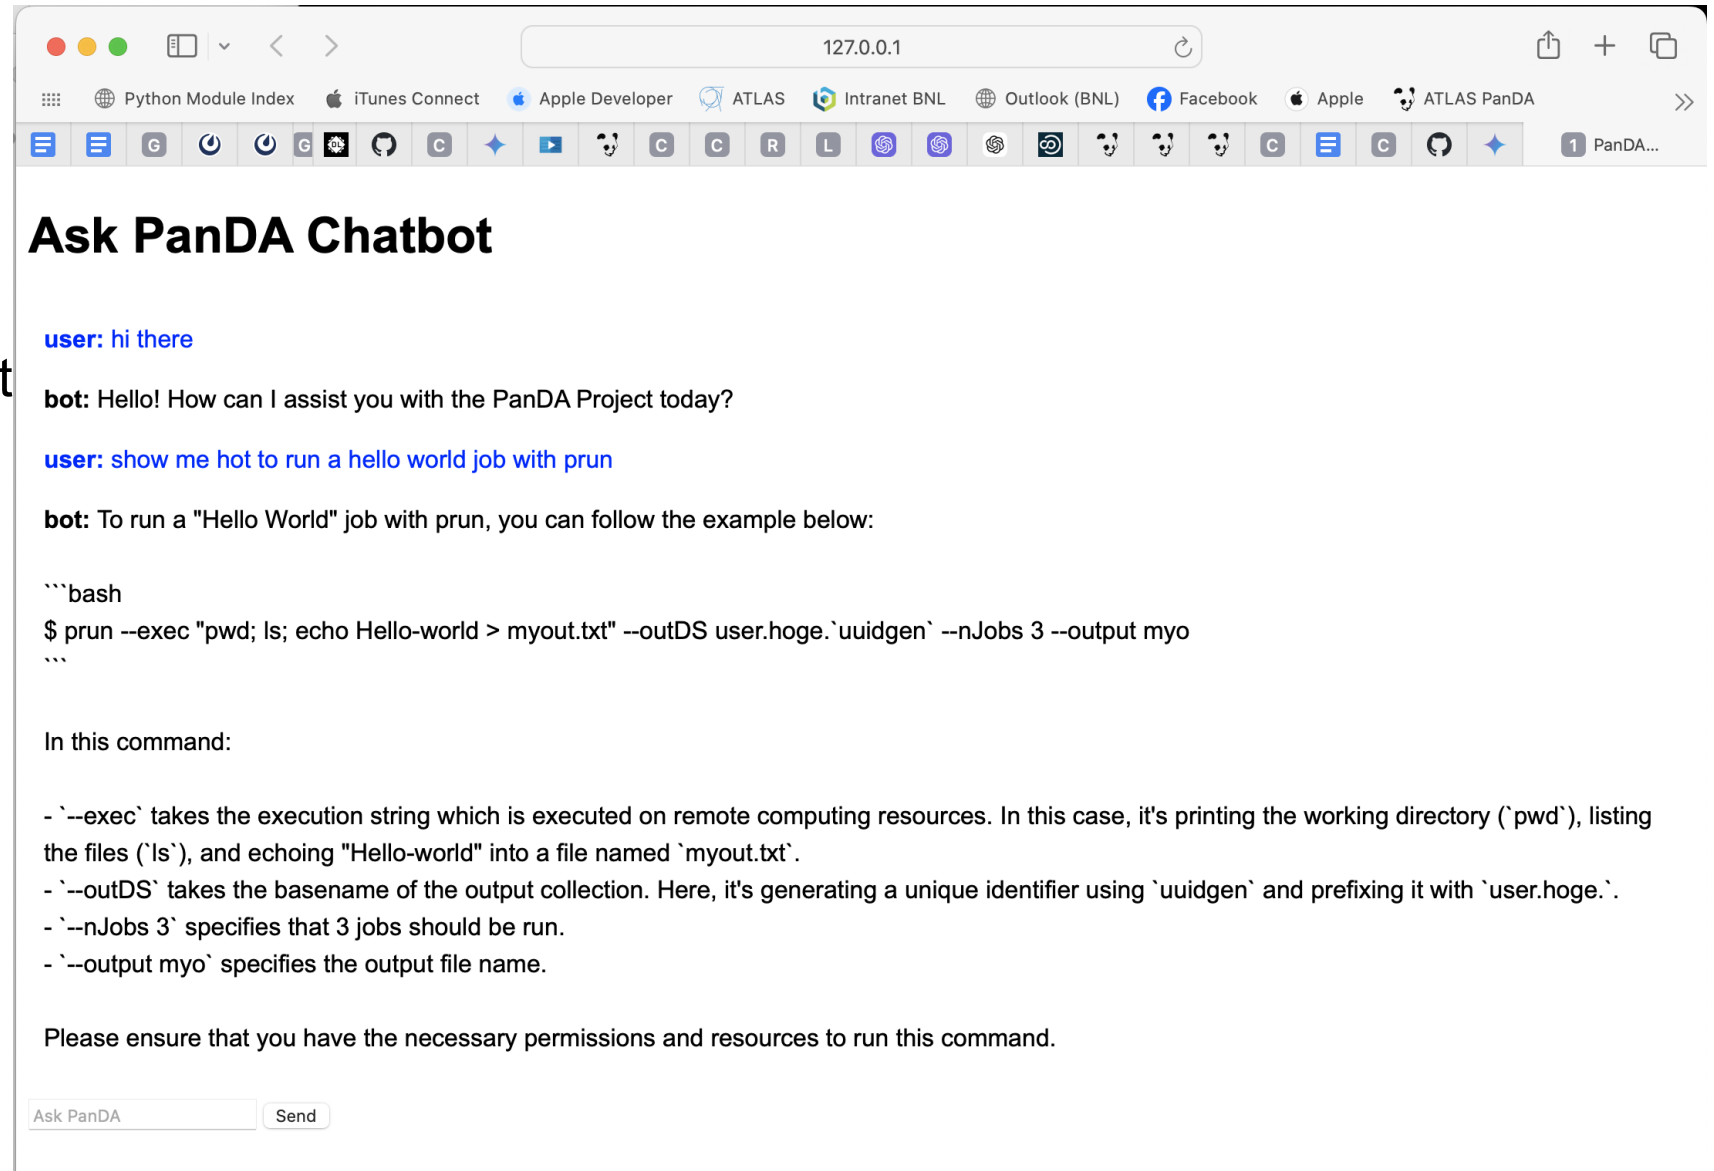 127.0.0.1
Python Module Index iTunes Connect Apple Developer ATLAS Intranet BNL Outlook (BNL) Facebook Apple ATLAS PanDA
G G C C C R L C C 1 PanDA...
Ask PanDA Chatbot
user: hi there
t
bot: Hello! How can I assist you with the PanDA Project today?
user: show me hot to run a hello world job with prun
bot: To run a "Hello World" job with prun, you can follow the example below:
```bash
$ prun --exec "pwd; ls; echo Hello-world > myout.txt" --outDS user.hoge.`uuidgen` --nJobs 3 --output myo
```
In this command:
- `--exec` takes the execution string which is executed on remote computing resources. In this case, it's printing the working directory (`pwd`), listing
the files (`ls`), and echoing "Hello-world" into a file named `myout.txt`.
- `--outDS` takes the basename of the output collection. Here, it's generating a unique identifier using `uuidgen` and prefixing it with `user.hoge.`.
- `--nJobs 3` specifies that 3 jobs should be run.
- `--output myo` specifies the output file name.
Please ensure that you have the necessary permissions and resources to run this command.
Ask PanDA Send